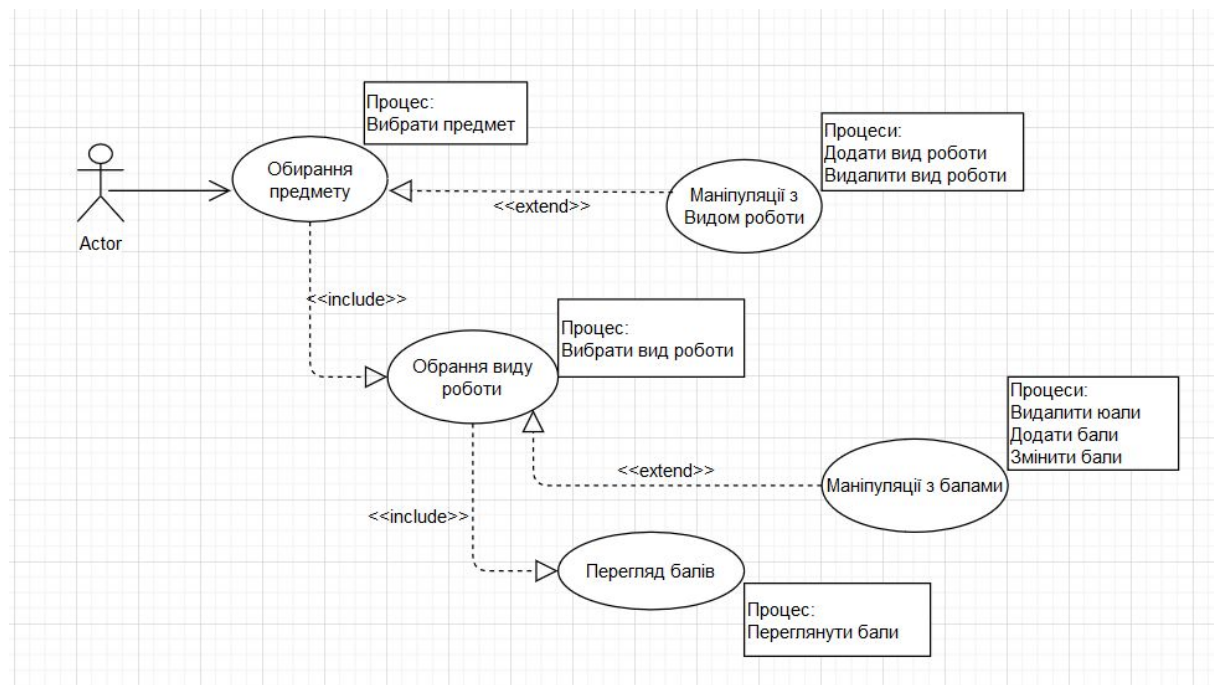 Процес:
Вибрати предмет
Обирання
предмету
Actor
<<extend>>
Процеси:
Додати вид роботи
Видалити вид роботи
Маніпуляції з
Видом роботи
<<include>>
Процес:
Вибрати вид роботи
Обрання виду
роботи
Процеси:
Видалити юали
Додати бали
Змінити бали
<<extend>>
Маніпуляції з балами
<<include>>
Перегляд балів
Процес:
Переглянути бали